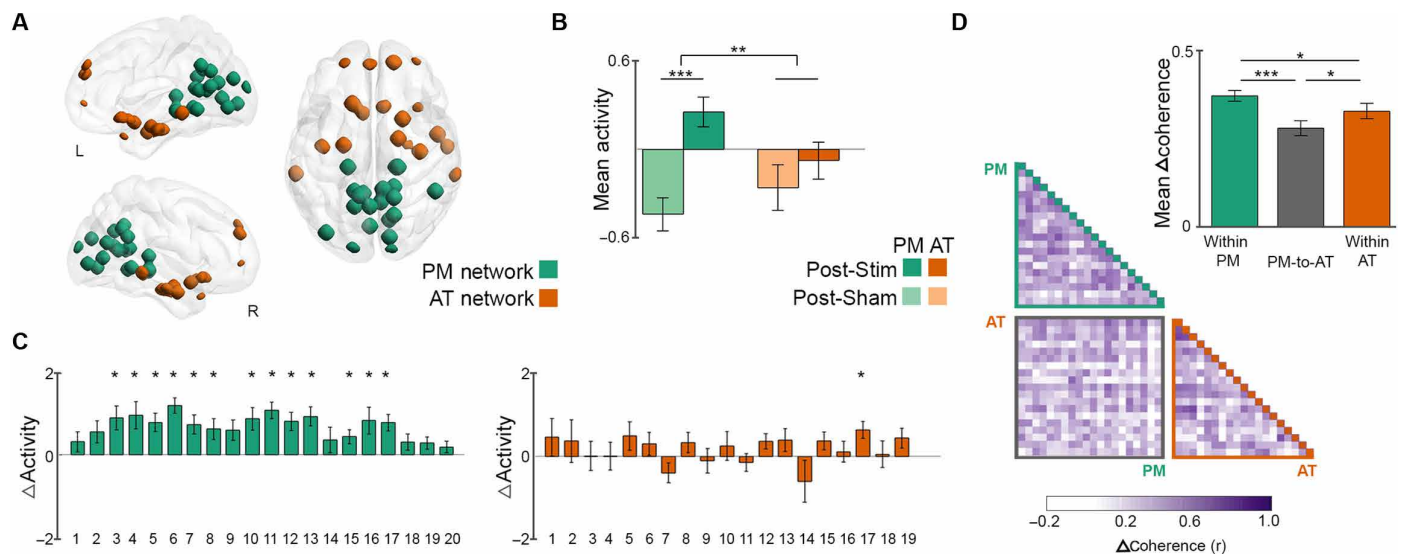 A
L
R
PM network
AT network
B
0.6
−0.6
Mean activity
**
***
PM AT
Post-Stim
Post-Sham
C
2
0
−2
△Activity
* * * * * * * * * * * * *
1 2 3 4 5 6 7 8 9 10 11 12 13 14 15 16 17 18 19 20
2
0
−2
△Activity
*
1 2 3 4 5 6 7 8 9 10 11 12 13 14 15 16 17 18 19
D
0.5
0
Mean Δcoherence
*
*** *
Within PM
PM-to-AT
Within AT
PM
AT
PM
AT
−0.2 0.2 0.6 1.0
ΔCoherence (r)